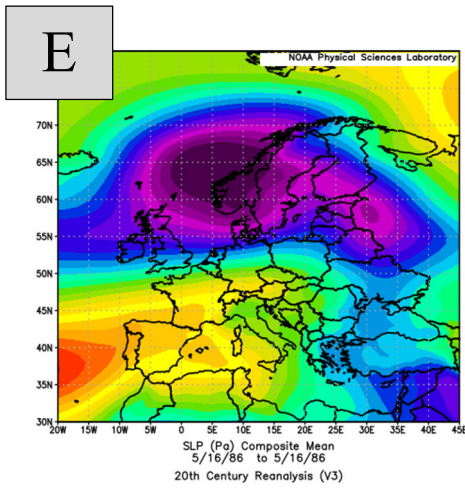 E
NOAA Physical Sciences Laboratory
70N
65N
60N
55N
50N
45N
40N
35N
30N
20W 15W 10W 5W 0 5E 10E 15E 20E 25E 30E 35E 40E 45E
SLP (Pa) Composite Mean
5/16/86 to 5/16/86
20th Century Reanalysis (V3)